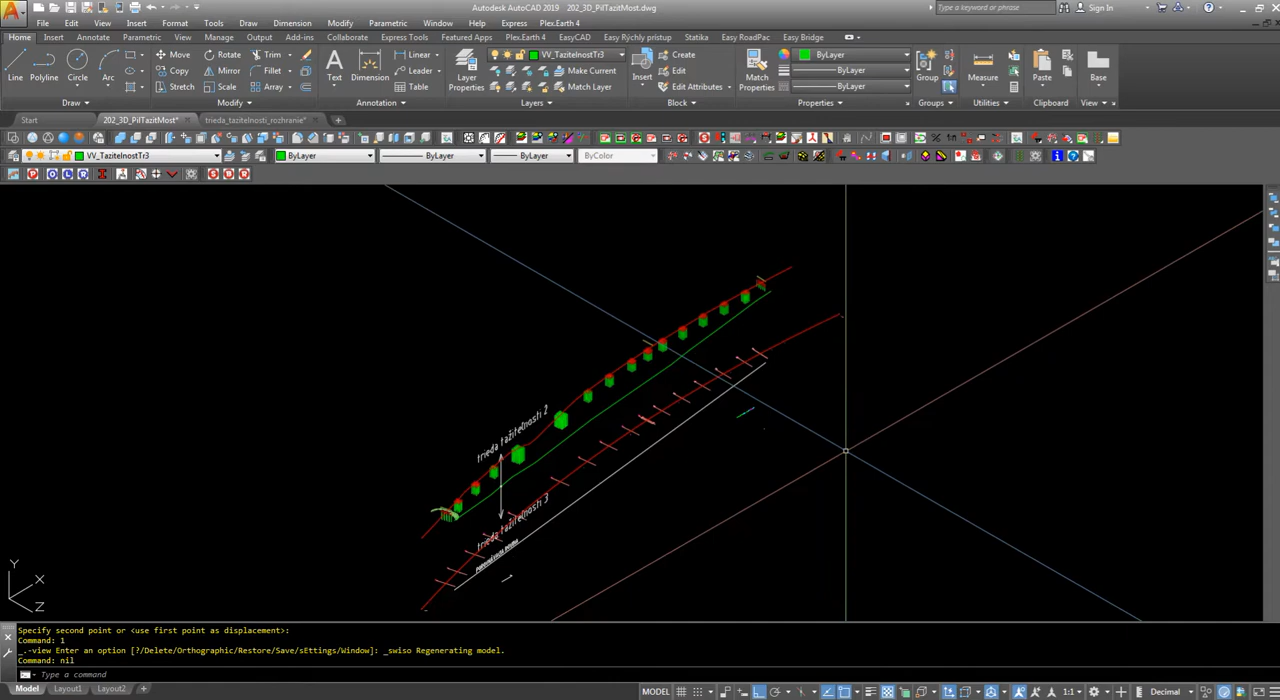 Autodesk AutoCAD 2019   202_3D_PilTazitMost.dwg
Type a keyword or phrase
Sign In
File Edit View Insert Format Tools Draw Dimension Modify Parametric Window Help Express Plex.Earth 4
Home Insert Annotate Parametric View Manage Output Add-ins Collaborate Express Tools Featured Apps Plex.Earth 4 EasyCAD Easy Rýchly prístup Statika Easy RoadPac Easy Bridge
Line Polyline Circle Arc
Move Rotate Trim
Copy Mirror Fillet
Stretch Scale Array
Text Dimension
Linear
Leader
Table
Layer Properties
VV_TazitelnostTr3
Make Current
Match Layer
Insert
Create
Edit
Edit Attributes
Match Properties
ByLayer
ByLayer
ByLayer
Group
Measure
Paste
Base
Draw Modify Annotation Layers Block Properties Groups Utilities Clipboard View
Start 202_3D_PilTazitMost* trieda_tazitelnosti_rozhranie*
VV_TazitelnostTr3 ByLayer ByLayer ByLayer ByColor
trieda ťažiteľnosti 2
trieda ťažiteľnosti 3
Y
X
Z
Specify second point or <use first point as displacement>:
Command: 1
_.-view Enter an option [?/Delete/Orthographic/Restore/Save/sEttings/Window]: _swiso Regenerating model.
Command: nil
Type a command
Model Layout1 Layout2 +
MODEL 1:1 Decimal